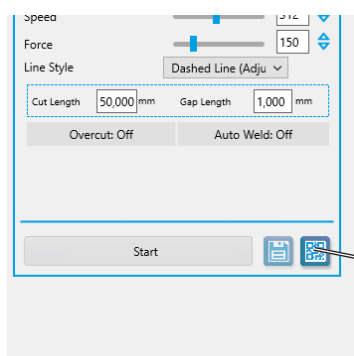 Speed 312
Force 150
Line Style Dashed Line (Adju
Cut Length 50,000 mm Gap Length 1,000 mm
Overcut: Off Auto Weld: Off
Start